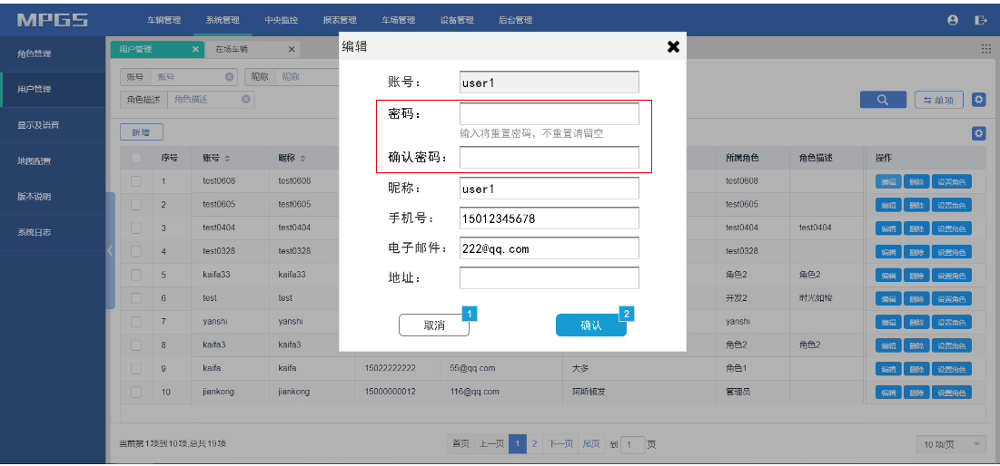 MPGS 车辆管理 系统管理 中央监控 报表管理 车场管理 设备管理 后台管理
角色管理
用户管理
显示及语音
地图配置
版本说明
系统日志
用户管理 × 在场车辆 ×
账号 账号 昵称 昵称
角色描述 角色描述 单项
新增
序号 账号 昵称 所属角色 角色描述 操作
1 test0608 test0608 test0608 编辑 删除 设置角色
2 test0605 test0605 test0605 编辑 删除 设置角色
3 test0404 test0404 test0404 test0404 编辑 删除 设置角色
4 test0328 test0328 test0328 编辑 删除 设置角色
5 kaifa33 kaifa33 角色2 角色2 编辑 删除 设置角色
6 test test 开发2 时光如梭 编辑 删除 设置角色
7 yanshi yanshi yanshi 编辑 删除 设置角色
8 kaifa3 kaifa3 角色2 角色2 编辑 删除 设置角色
9 kaifa kaifa 15022222222 55@qq.com 大多 角色1 编辑 删除 设置角色
10 jiankong jiankong 15000000012 116@qq.com 阿斯顿发 管理员 编辑 删除 设置角色
当前第1项到10项,总共19项 首页 上一页 1 2 下一页 尾页 到 1 页 10 项/页
编辑
账号： user1
密码：
输入将重置密码，不重置请留空
确认密码：
昵称： user1
手机号： 15012345678
电子邮件： 222@qq.com
地址：
取消 1 确认 2